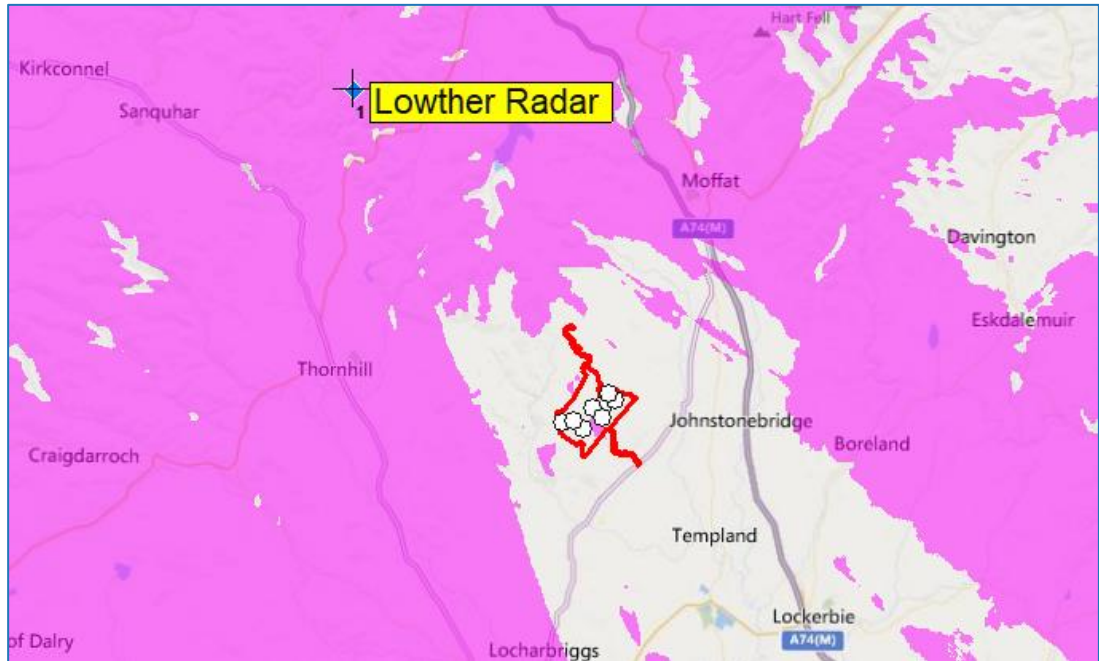 Hart Fell
Kirkconnel
Lowther Radar
1
Sanquhar
Moffat
A74(M)
Davington
Eskdalemuir
Thornhill
Johnstonebridge
Boreland
Craigdarroch
Templand
Lockerbie
A74(M)
of Dalry
Locharbriggs